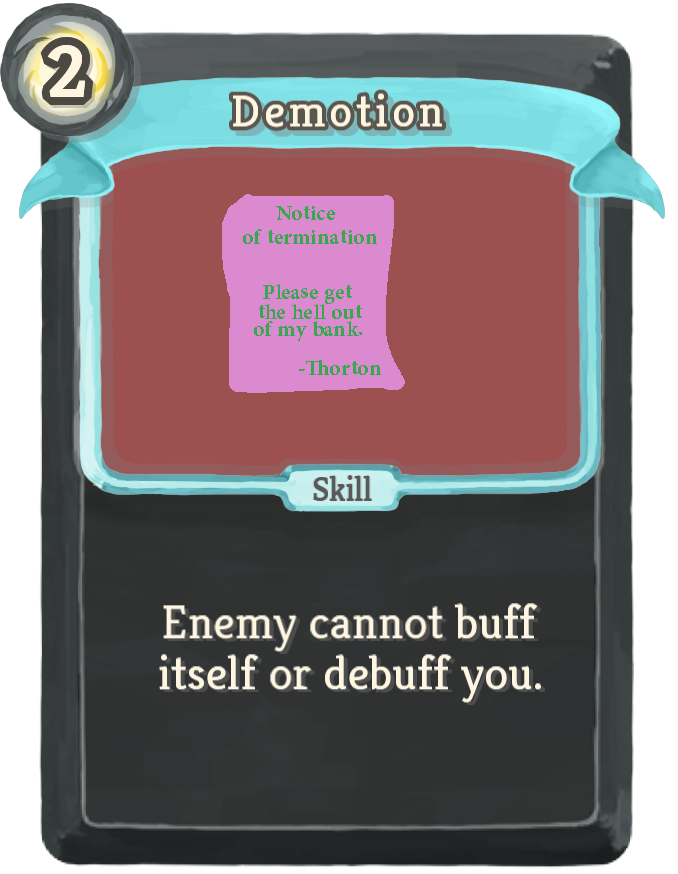 2
Demotion
Notice
of termination
Please get
the hell out
of my bank.
-Thorton
Skill
Enemy cannot buff
itself or debuff you.